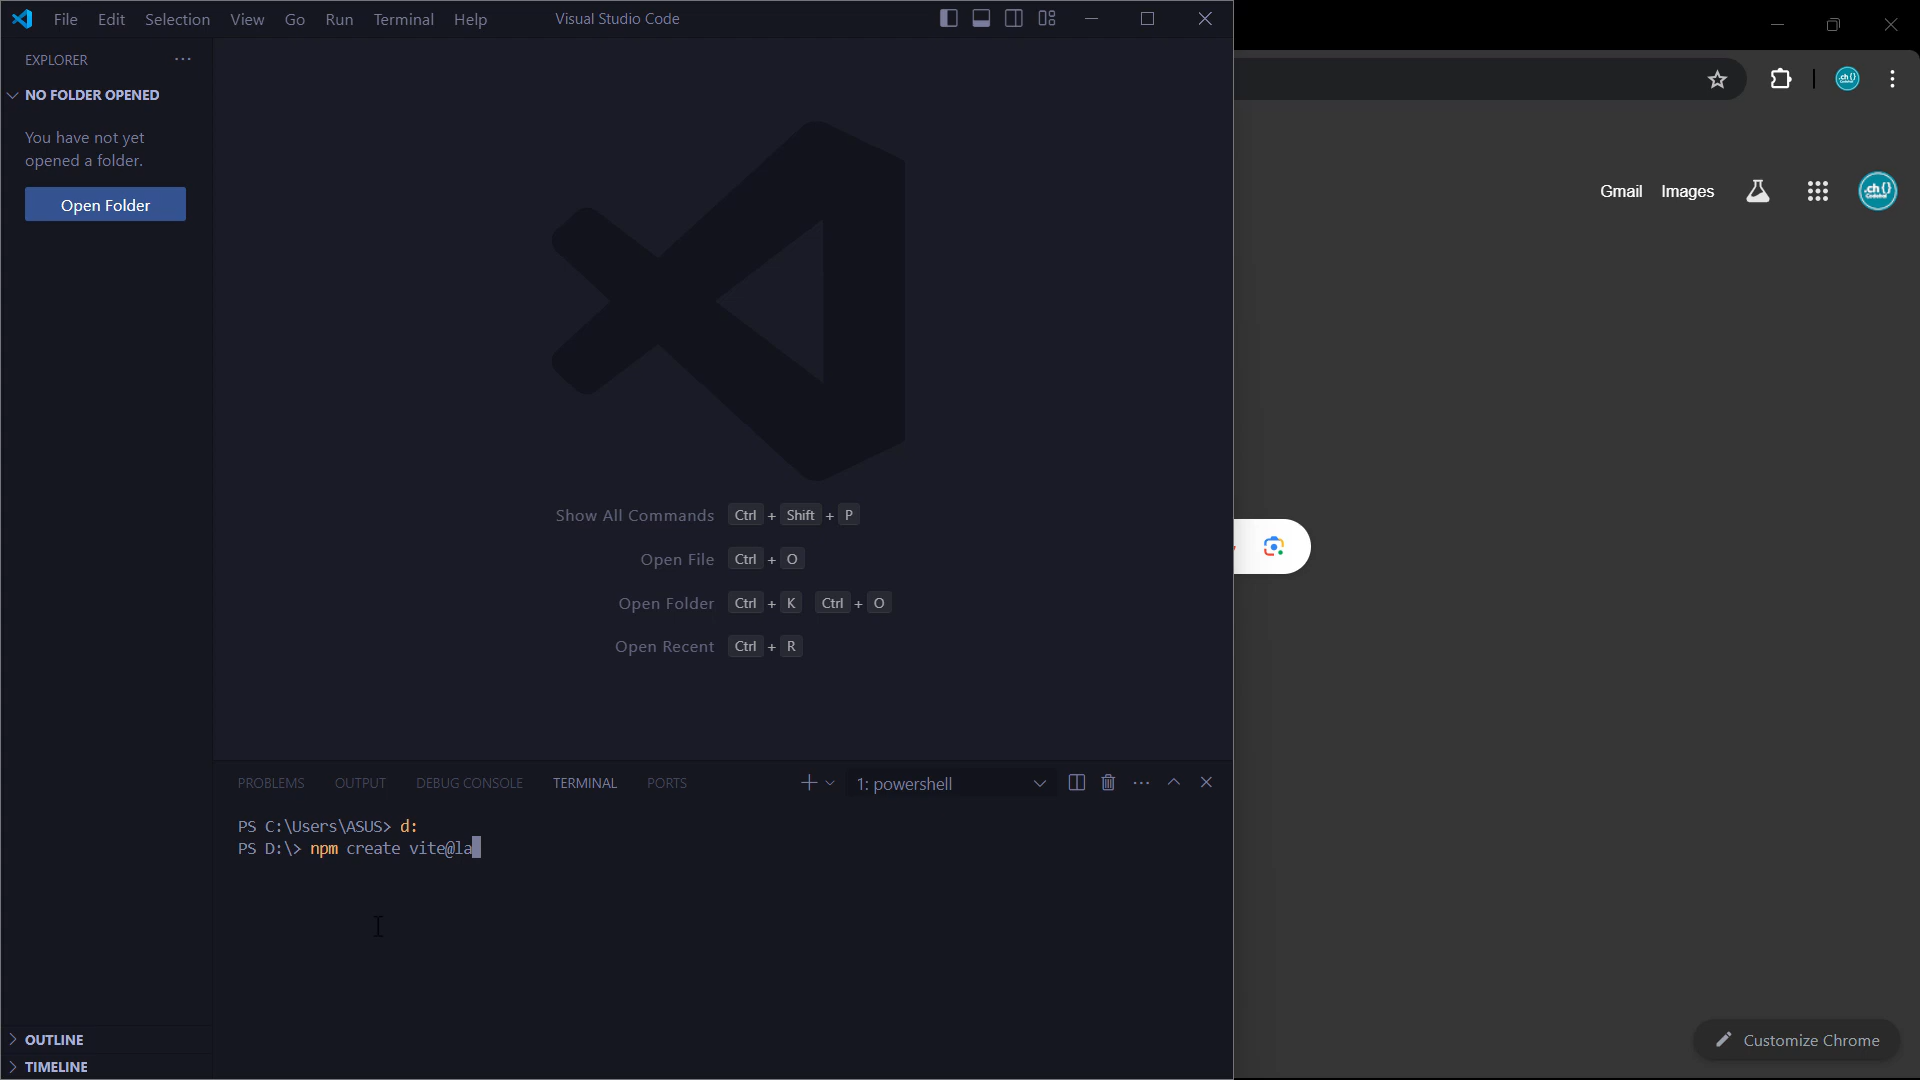 File Edit Selection View Go Run Terminal Help
Visual Studio Code
EXPLORER
NO FOLDER OPENED
You have not yet
opened a folder.
Open Folder
Show All Commands Ctrl + Shift + P
Open File Ctrl + O
Open Folder Ctrl + K Ctrl + O
Open Recent Ctrl + R
PROBLEMS OUTPUT DEBUG CONSOLE TERMINAL PORTS
1: powershell
PS C:\Users\ASUS> d:
PS D:\> npm create vite@la
OUTLINE
TIMELINE
Gmail Images
.ch{}
Customize Chrome